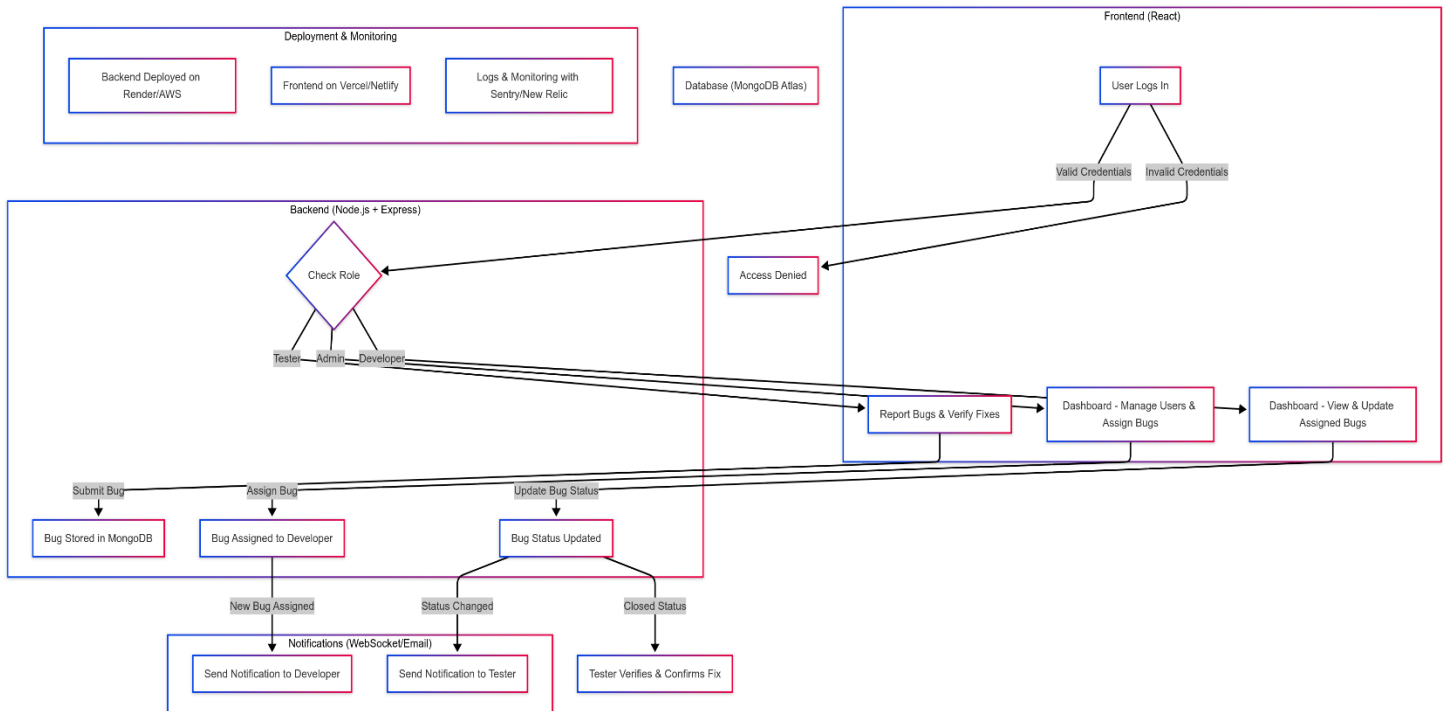 Frontend (React)
Deployment & Monitoring
Backend Deployed on
Render/AWS
Frontend on Vercel/Netlify
Logs & Monitoring with
Sentry/New Relic
Database (MongoDB Atlas)
User Logs In
Valid Credentials
Invalid Credentials
Backend (Node.js + Express)
Check Role
Access Denied
Tester
Admin
Developer
Report Bugs & Verify Fixes
Dashboard - Manage Users &
Assign Bugs
Dashboard - View & Update
Assigned Bugs
Submit Bug
Assign Bug
Update Bug Status
Bug Stored in MongoDB
Bug Assigned to Developer
Bug Status Updated
New Bug Assigned
Status Changed
Closed Status
Notifications (WebSocket/Email)
Send Notification to Developer
Send Notification to Tester
Tester Verifies & Confirms Fix